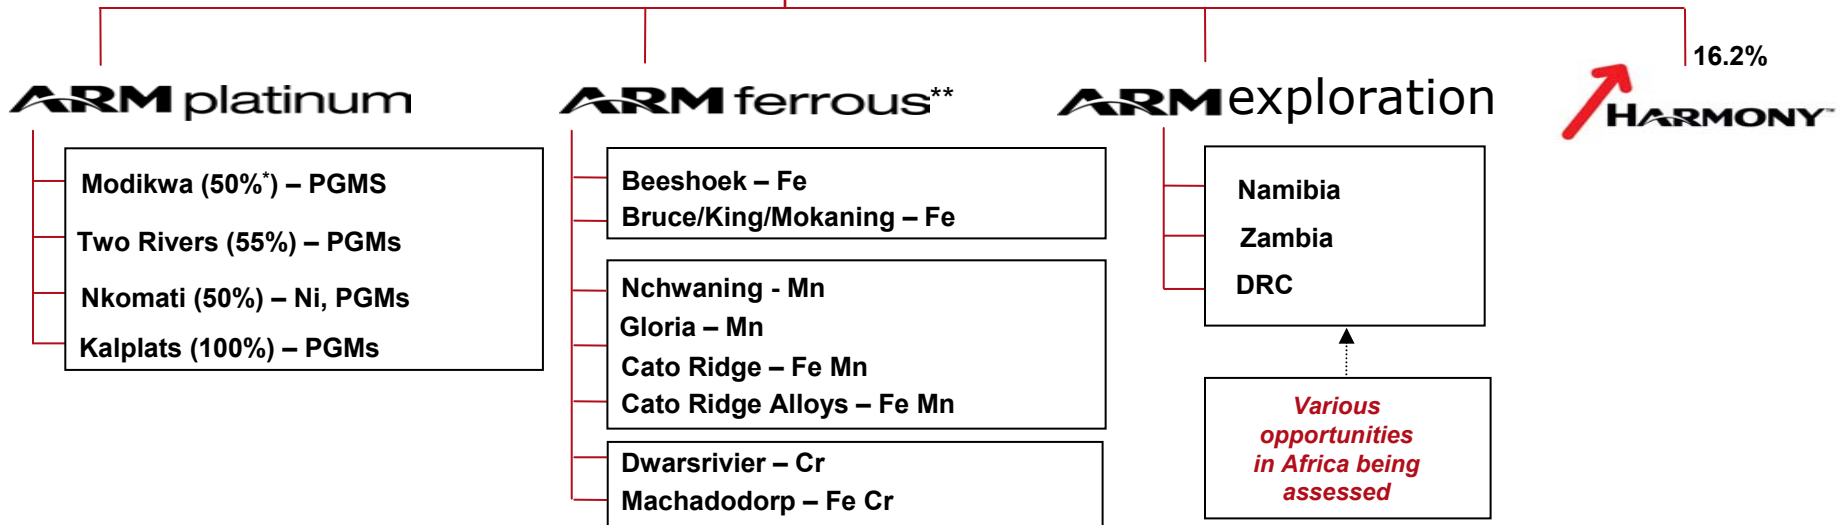 16.2%
ARM platinum
ARM ferrous**
ARM exploration
HARMONY™
Modikwa (50%*) – PGMS
Two Rivers (55%) – PGMs
Nkomati (50%) – Ni, PGMs
Kalplats (100%) – PGMs
Beeshoek – Fe
Bruce/King/Mokaning – Fe
Nchwaning - Mn
Gloria – Mn
Cato Ridge – Fe Mn
Cato Ridge Alloys – Fe Mn
Dwarsrivier – Cr
Machadodorp – Fe Cr
Namibia
Zambia
DRC
Various
opportunities
in Africa being
assessed